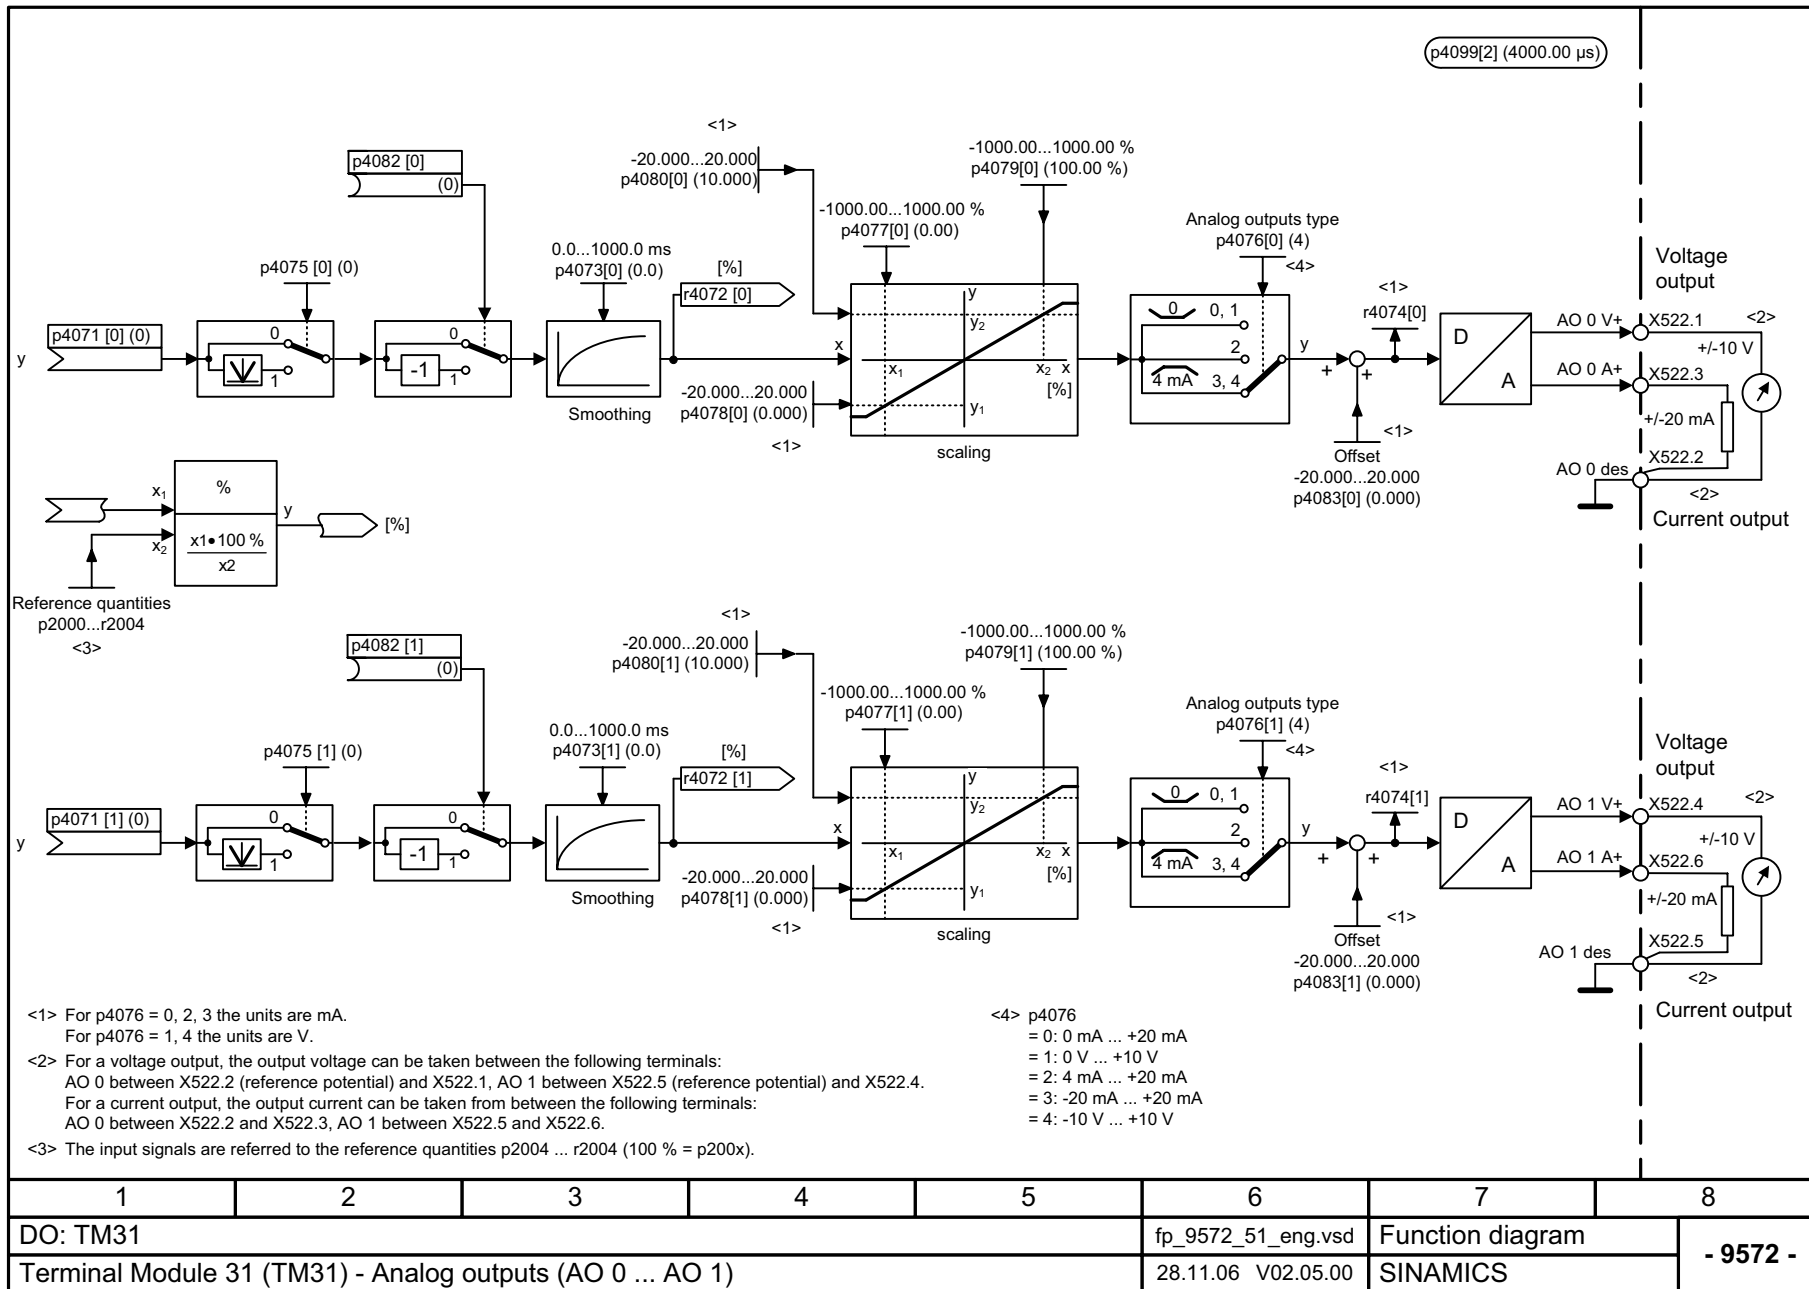 p4099[2] (4000.00 µs)
<1>
-20.000...20.000
p4080[0] (10.000)
-1000.00...1000.00 %
p4079[0] (100.00 %)
p4082 [0]
(0)
-1000.00...1000.00 %
p4077[0] (0.00)
Analog outputs type
p4076[0] (4)
<4>
0.0...1000.0 ms
p4073[0] (0.0)
p4075 [0] (0)
[%]
r4072 [0]
<1>
r4074[0]
Voltage
output
y
p4071 [0] (0)
0
1
0
-1
1
Smoothing
x
y
y2
x1
x2
x
[%]
y1
scaling
0
0, 1
2
4 mA
3, 4
y
+
+
D
A
AO 0 V+
X522.1
<2>
+/-10 V
AO 0 A+
X522.3
+/-20 mA
-20.000...20.000
p4078[0] (0.000)
<1>
<1>
Offset
-20.000...20.000
p4083[0] (0.000)
AO 0 des
X522.2
<2>
Current output
x1
x2
%
x1•100 %
x2
y
[%]
Reference quantities
p2000...r2004
<3>
<1>
-20.000...20.000
p4080[1] (10.000)
-1000.00...1000.00 %
p4079[1] (100.00 %)
p4082 [1]
(0)
-1000.00...1000.00 %
p4077[1] (0.00)
Analog outputs type
p4076[1] (4)
<4>
0.0...1000.0 ms
p4073[1] (0.0)
p4075 [1] (0)
[%]
r4072 [1]
<1>
r4074[1]
Voltage
output
y
p4071 [1] (0)
0
1
0
-1
1
Smoothing
x
y
y2
x1
x2
x
[%]
y1
scaling
0
0, 1
2
4 mA
3, 4
y
+
+
D
A
AO 1 V+
X522.4
<2>
+/-10 V
AO 1 A+
X522.6
+/-20 mA
-20.000...20.000
p4078[1] (0.000)
<1>
<1>
Offset
-20.000...20.000
p4083[1] (0.000)
AO 1 des
X522.5
<2>
Current output
<1> For p4076 = 0, 2, 3 the units are mA.
For p4076 = 1, 4 the units are V.
<2> For a voltage output, the output voltage can be taken between the following terminals:
AO 0 between X522.2 (reference potential) and X522.1, AO 1 between X522.5 (reference potential) and X522.4.
For a current output, the output current can be taken from between the following terminals:
AO 0 between X522.2 and X522.3, AO 1 between X522.5 and X522.6.
<3> The input signals are referred to the reference quantities p2004 ... r2004 (100 % = p200x).
<4> p4076
= 0: 0 mA ... +20 mA
= 1: 0 V ... +10 V
= 2: 4 mA ... +20 mA
= 3: -20 mA ... +20 mA
= 4: -10 V ... +10 V
1 2 3 4 5 6 7 8
DO: TM31
fp_9572_51_eng.vsd
Function diagram
- 9572 -
Terminal Module 31 (TM31) - Analog outputs (AO 0 ... AO 1)
28.11.06 V02.05.00
SINAMICS